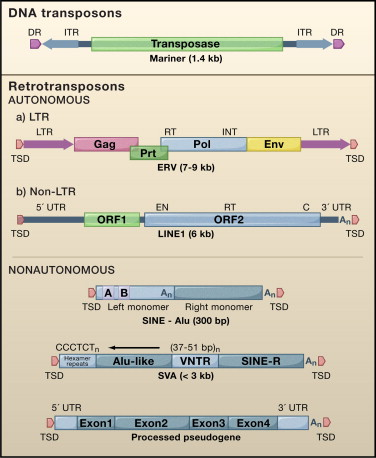 DNA transposons
DR ITR ITR DR
Transposase
Mariner (1.4 kb)
Retrotransposons
AUTONOMOUS
a) LTR
LTR RT INT LTR
Gag Pol Env
Prt
TSD TSD
ERV (7-9 kb)
b) Non-LTR
5´ UTR EN RT C 3´ UTR
ORF1 ORF2 An
TSD TSD
LINE1 (6 kb)
NONAUTONOMOUS
A B An An
TSD Left monomer Right monomer TSD
SINE - Alu (300 bp)
CCCTCTn (37-51 bp)n
Hexamer repeats Alu-like VNTR SINE-R An
TSD TSD
SVA (< 3 kb)
5´ UTR 3´ UTR
Exon1 Exon2 Exon3 Exon4 An
TSD TSD
Processed pseudogene